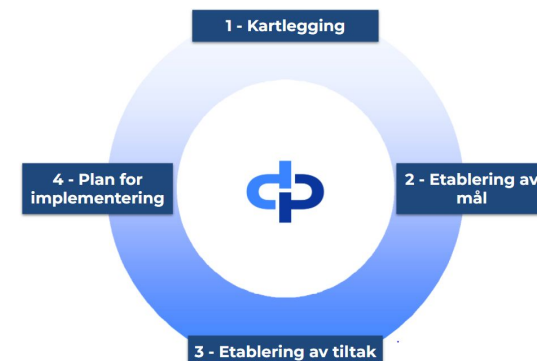 1 - Kartlegging
4 - Plan for
implementering
2 - Etablering av
mål
3 - Etablering av tiltak